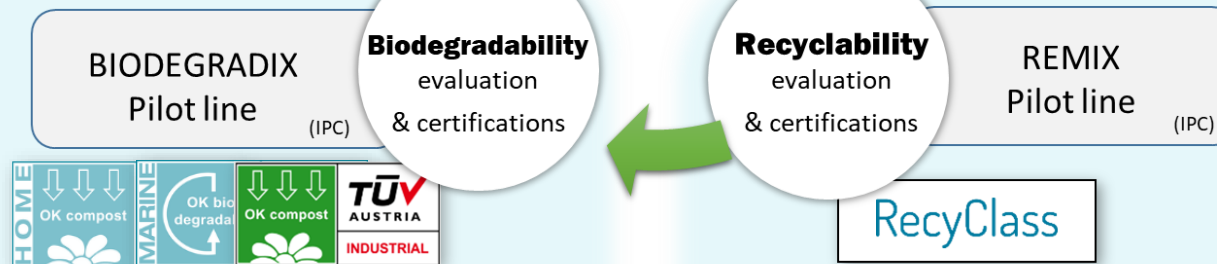 BIODEGRADIX
Pilot line
(IPC)
Biodegradability
evaluation
& certifications
Recyclability
evaluation
& certifications
REMIX
Pilot line
(IPC)
HOME
OK compost
MARINE
OK bio
degradal
OK compost
TÜV
AUSTRIA
INDUSTRIAL
RecyClass